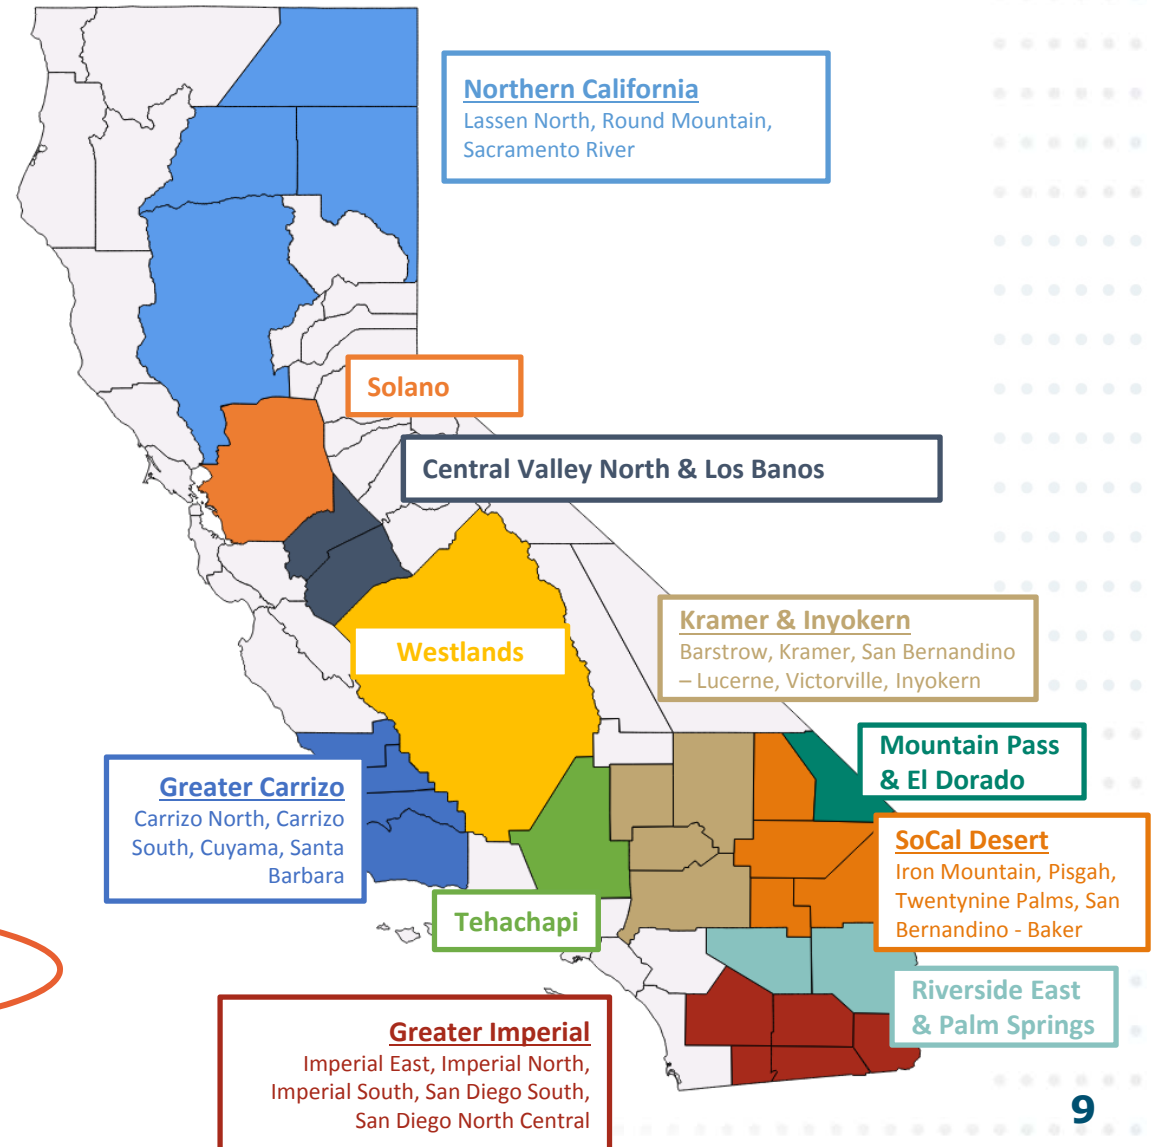 Northern California
Lassen North, Round Mountain,
Sacramento River
Solano
Central Valley North & Los Banos
Kramer & Inyokern
Barstrow, Kramer, San Bernandino
– Lucerne, Victorville, Inyokern
Westlands
Mountain Pass
& El Dorado
Greater Carrizo
Carrizo North, Carrizo
South, Cuyama, Santa
Barbara
SoCal Desert
Iron Mountain, Pisgah,
Twentynine Palms, San
Bernandino - Baker
Tehachapi
Riverside East
& Palm Springs
Greater Imperial
Imperial East, Imperial North,
Imperial South, San Diego South,
San Diego North Central
9